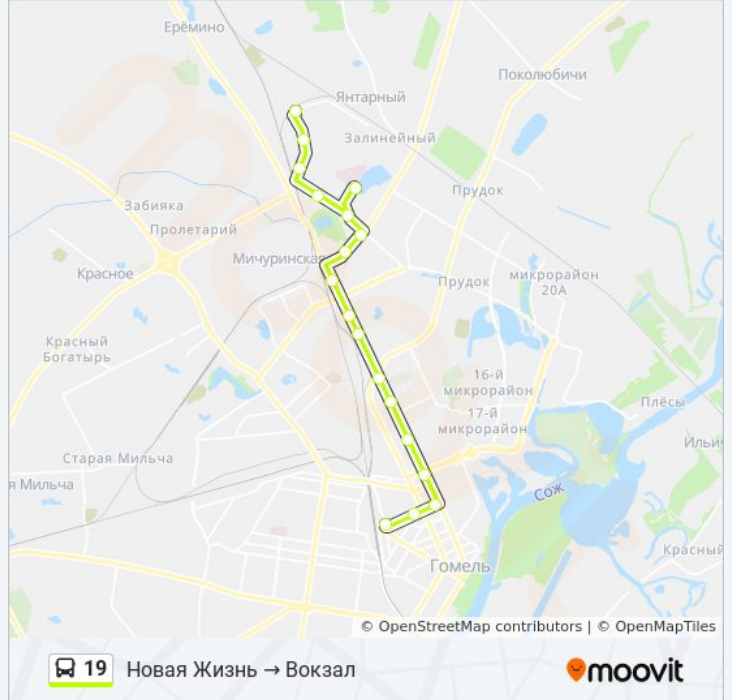 Ерёмино
Поколюбичи
Янтарный
Залинейный
Прудок
Забияка
Пролетарий
Мичуринская
Красное
Прудок
микрорайон
20А
Красный
Богатырь
16-й
микрорайон
17-й
микрорайон
Плёсы
Ильич
Старая Мильча
я Мильча
Сож
Красный
Гомель
© OpenStreetMap contributors | © OpenMapTiles
19 Новая Жизнь → Вокзал
moovit